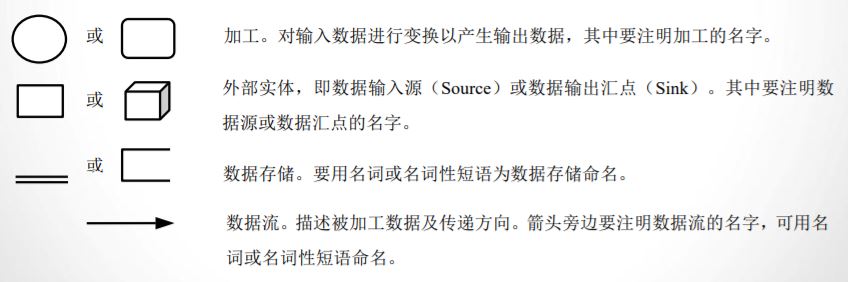 或 加工。对输入数据进行变换以产生输出数据，其中要注明加工的名字。
或 外部实体，即数据输入源（Source）或数据输出汇点（Sink）。其中要注明数
据源或数据汇点的名字。
或 数据存储。要用名词或名词性短语为数据存储命名。
数据流。描述被加工数据及传递方向。箭头旁边要注明数据流的名字，可用名
词或名词性短语命名。